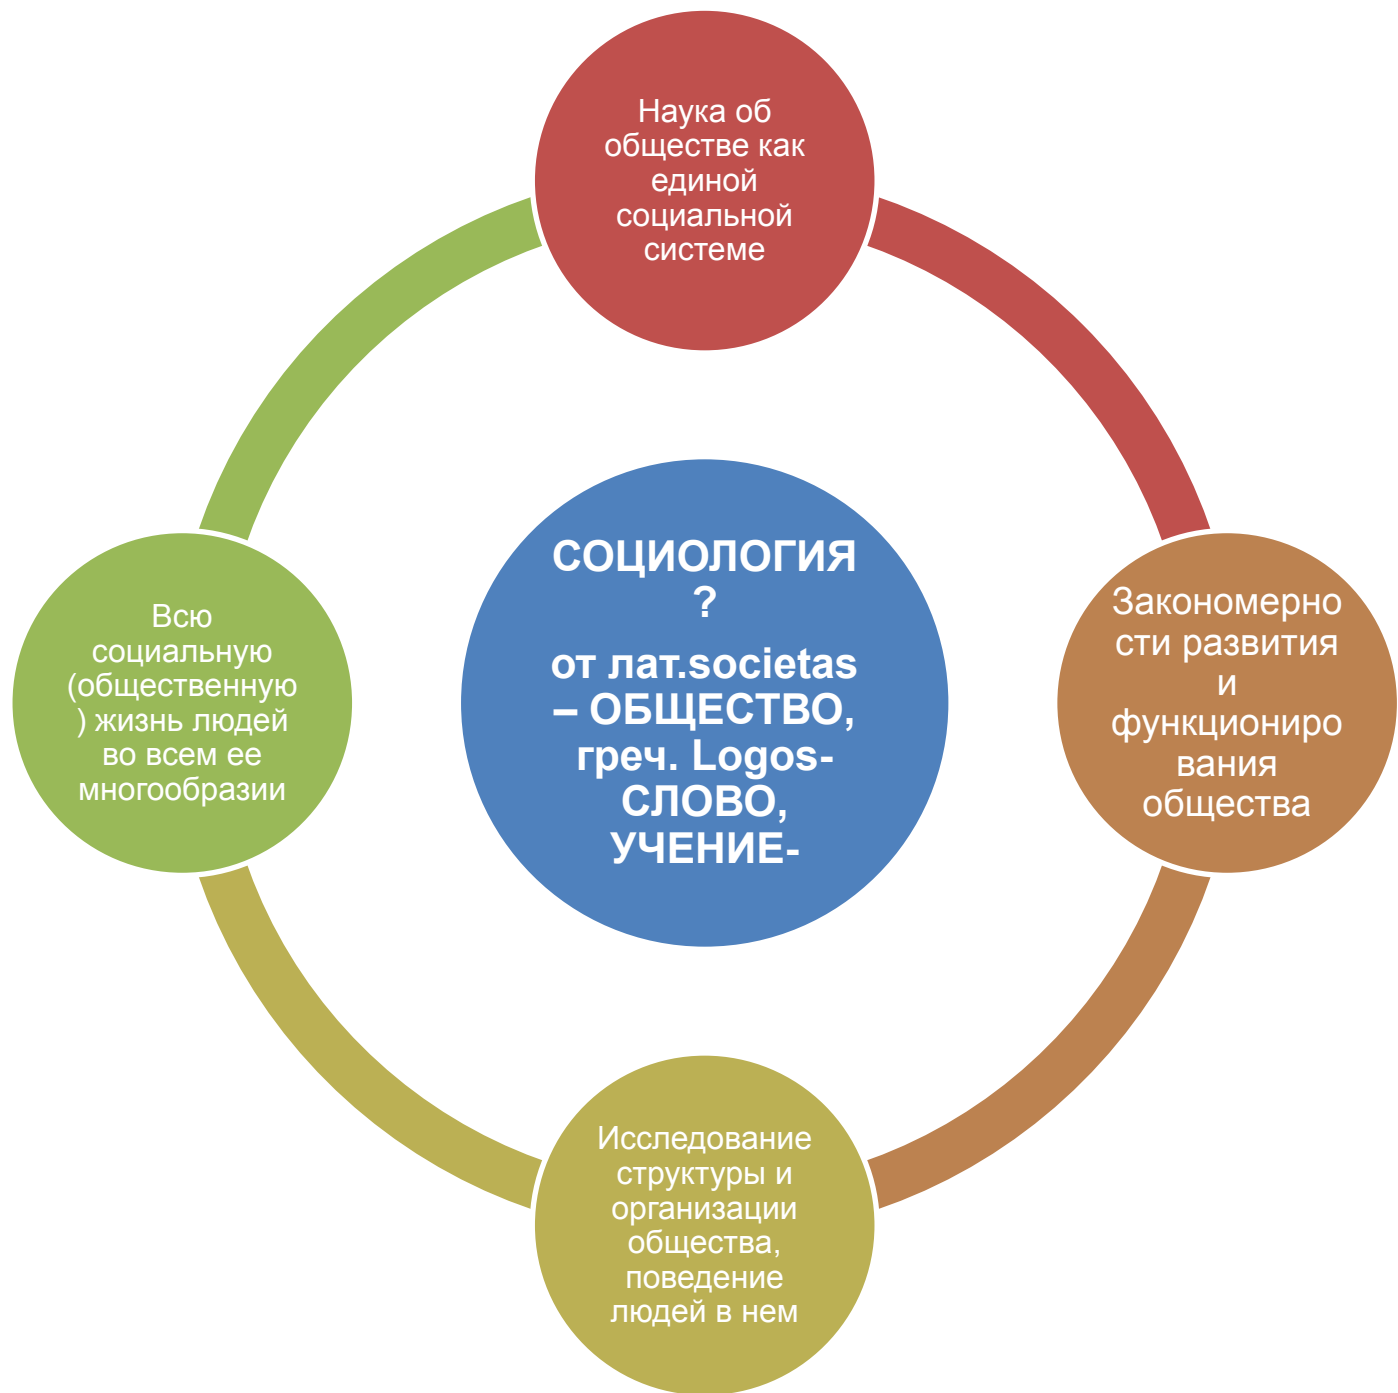 Наука об
обществе как
единой
социальной
системе
СОЦИОЛОГИЯ
?
от лат.societas
– ОБЩЕСТВО,
греч. Logos-
СЛОВО,
УЧЕНИЕ-
Закономерно
сти развития
и
функциониро
вания
общества
Исследование
структуры и
организации
общества,
поведение
людей в нем
Всю
социальную
(общественную
) жизнь людей
во всем ее
многообразии